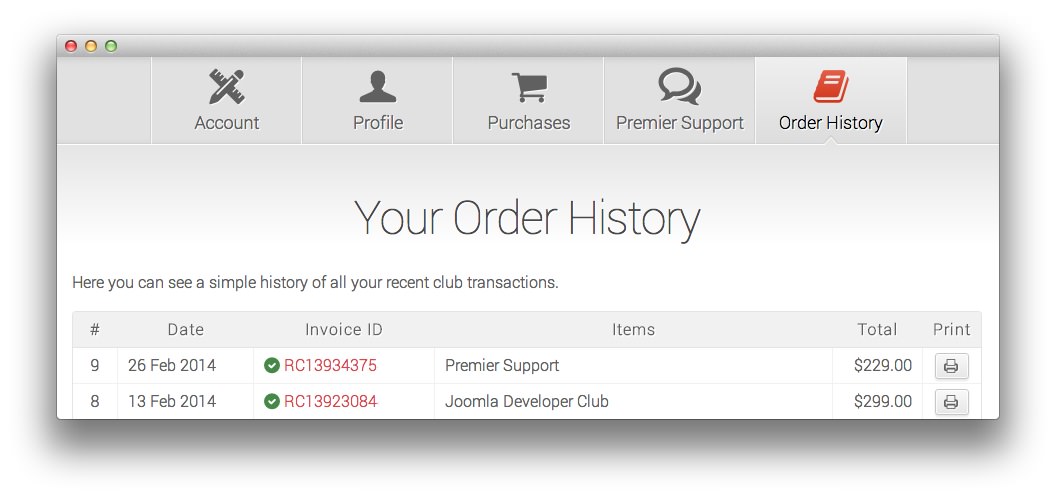 Account Profile Purchases Premier Support Order History
Your Order History
Here you can see a simple history of all your recent club transactions.
# Date Invoice ID Items Total Print
9 26 Feb 2014 RC13934375 Premier Support $229.00
8 13 Feb 2014 RC13923084 Joomla Developer Club $299.00